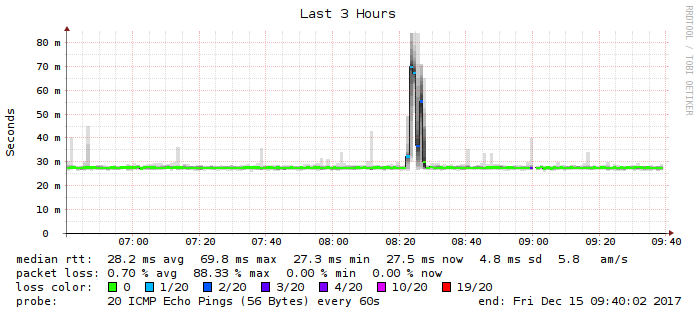 Last 3 Hours
RRDTOOL / TOBI OETIKER
Seconds
80 m
70 m
60 m
50 m
40 m
30 m
20 m
10 m
0
07:00 07:20 07:40 08:00 08:20 08:40 09:00 09:20 09:40
median rtt: 28.2 ms avg 69.8 ms max 27.3 ms min 27.5 ms now 4.8 ms sd 5.8 am/s
packet loss: 0.70 % avg 88.33 % max 0.00 % min 0.00 % now
loss color: 0 1/20 2/20 3/20 4/20 10/20 19/20
probe: 20 ICMP Echo Pings (56 Bytes) every 60s end: Fri Dec 15 09:40:02 2017